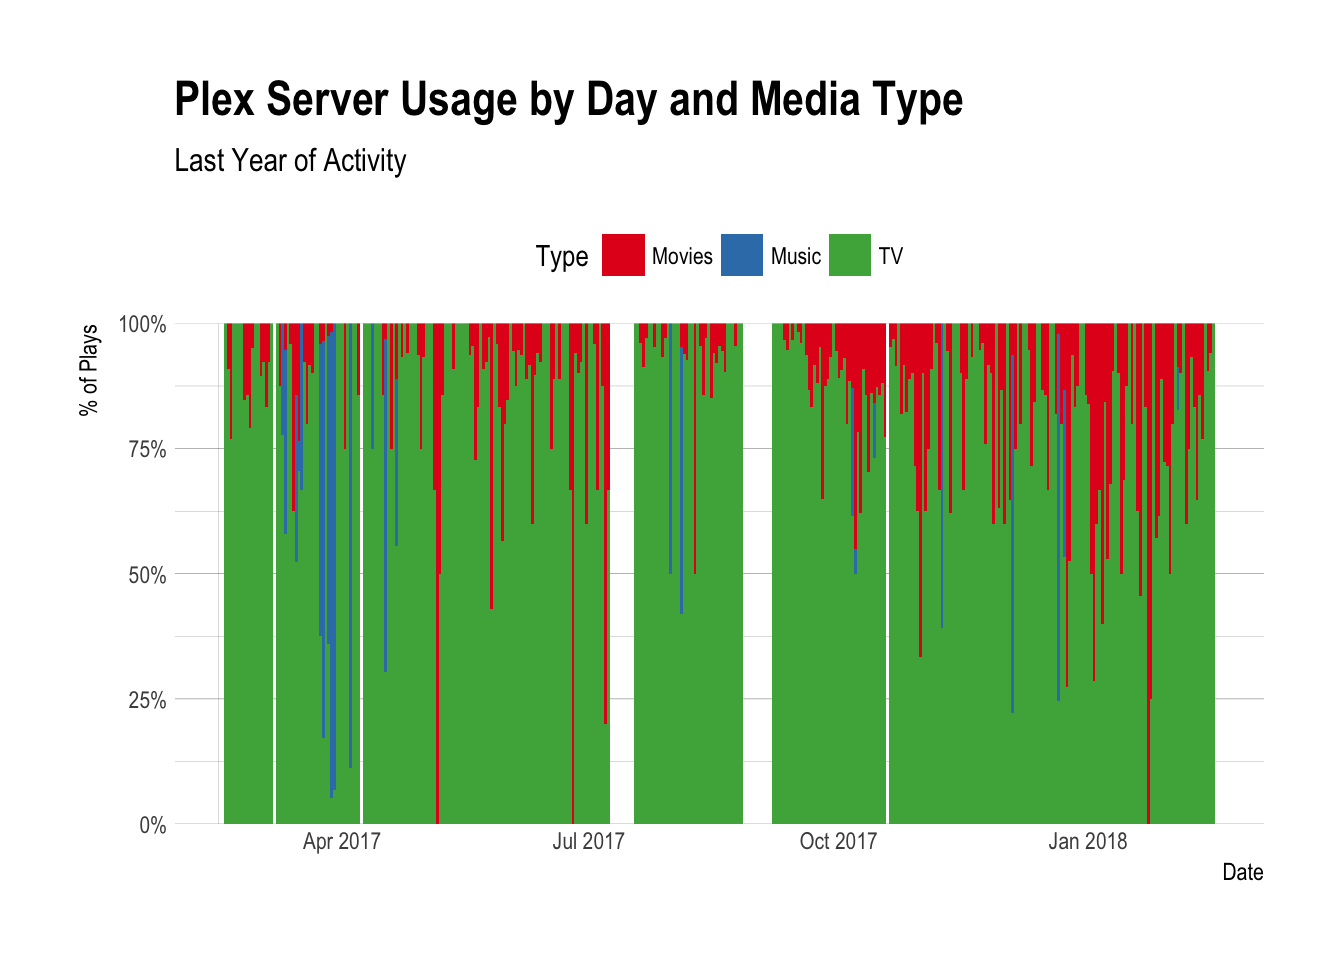 Plex Server Usage by Day and Media Type
Last Year of Activity
Type Movies Music TV
% of Plays
100%
75%
50%
25%
0%
Apr 2017 Jul 2017 Oct 2017 Jan 2018
Date